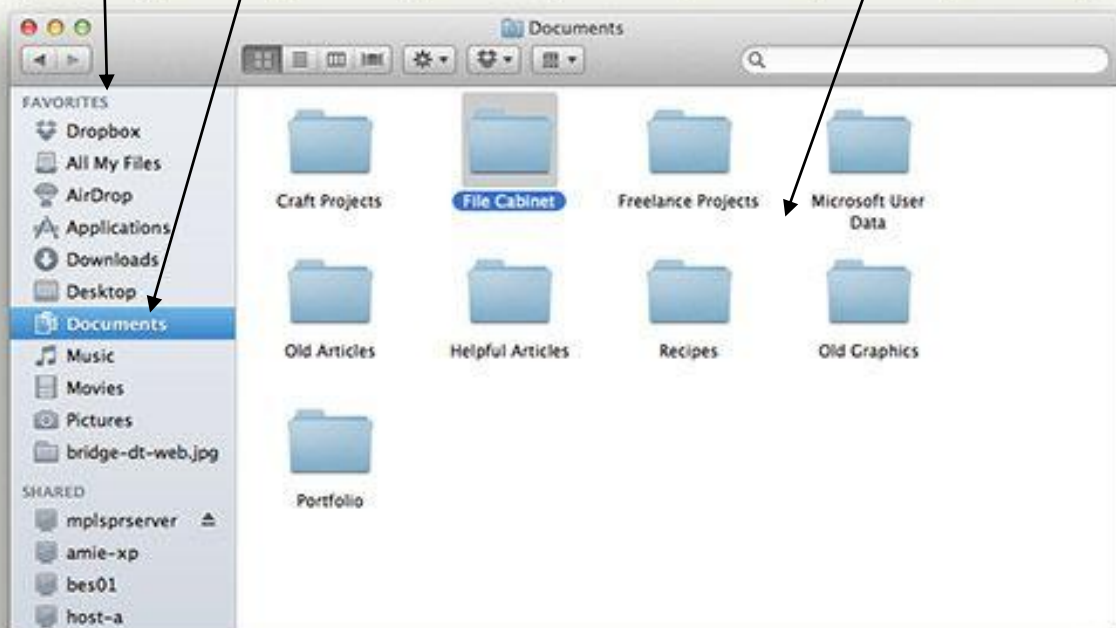 Documents
FAVORITES
Dropbox
All My Files
AirDrop
Applications
Downloads
Desktop
Documents
Music
Movies
Pictures
bridge-dt-web.jpg
SHARED
mplsprserver
amie-xp
bes01
host-a
Craft Projects
File Cabinet
Freelance Projects
Microsoft User
Data
Old Articles
Helpful Articles
Recipes
Old Graphics
Portfolio